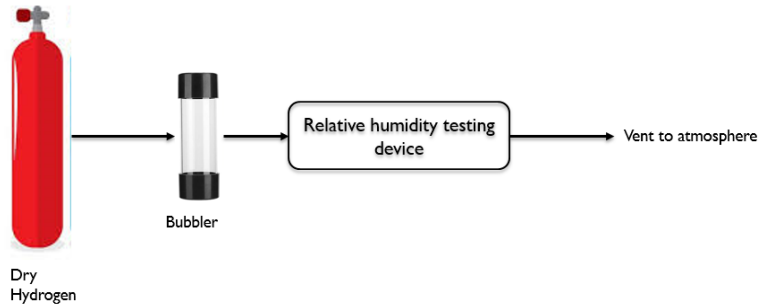 Dry
Hydrogen
Bubbler
Relative humidity testing
device
Vent to atmosphere